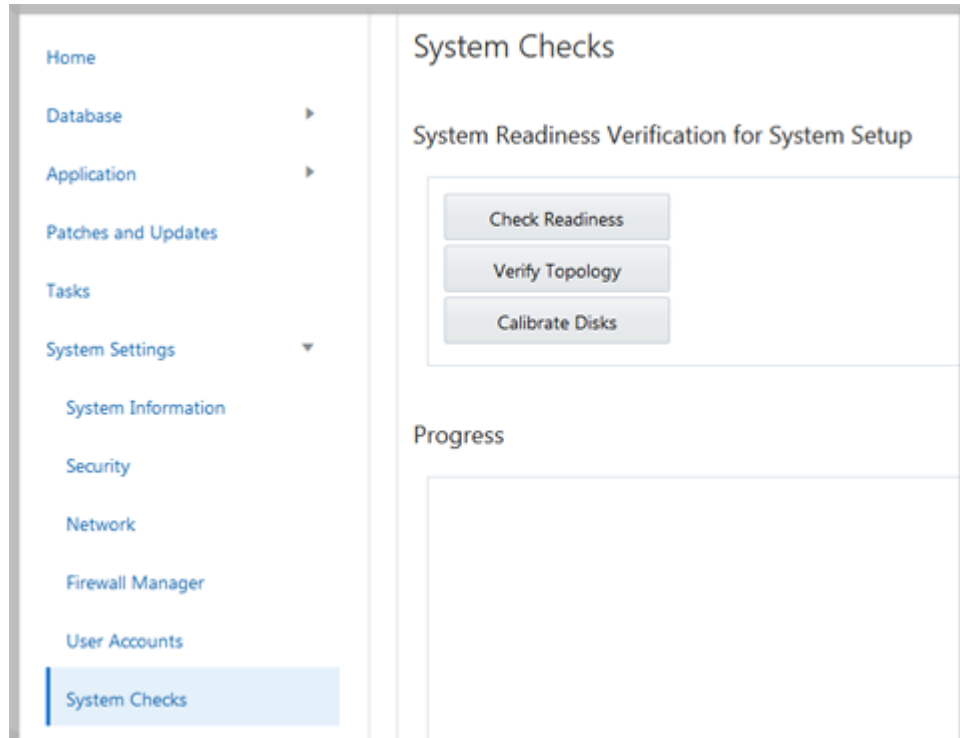 Home
Database
Application
Patches and Updates
Tasks
System Settings
System Information
Security
Network
Firewall Manager
User Accounts
System Checks
System Checks
System Readiness Verification for System Setup
Check Readiness
Verify Topology
Calibrate Disks
Progress